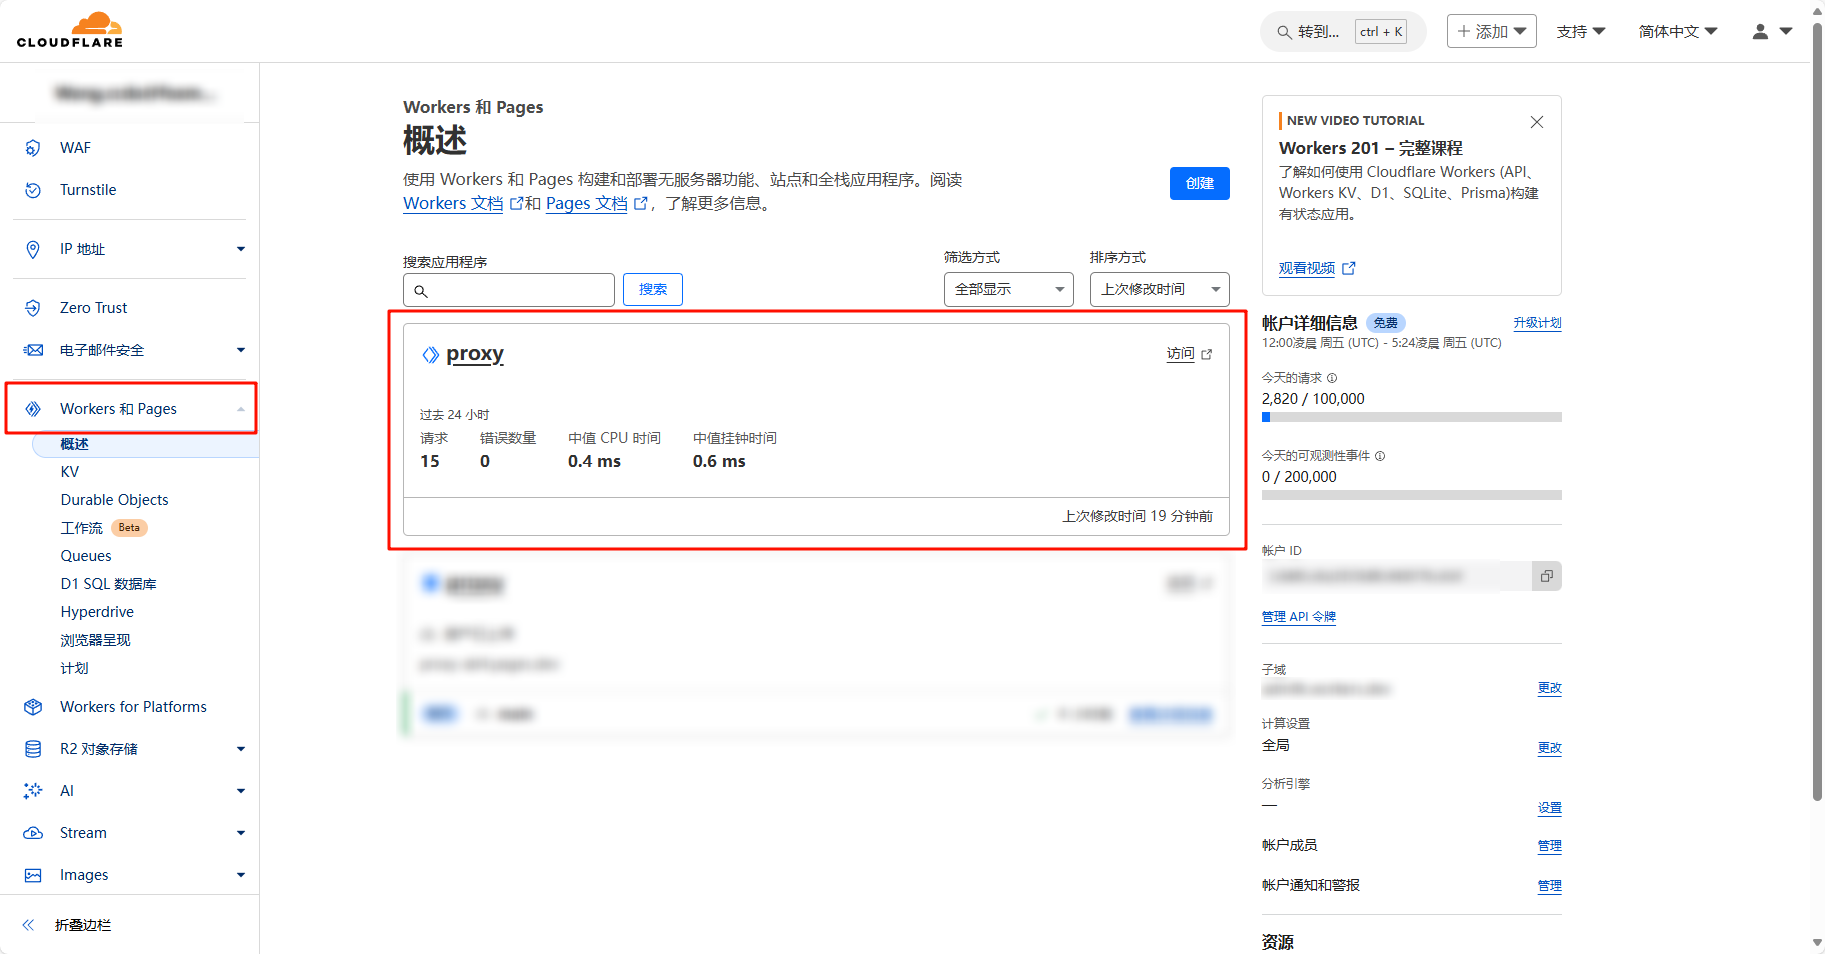 CLOUDFLARE
转到... ctrl + K
添加
支持
简体中文
WAF
Turnstile
IP 地址
Zero Trust
电子邮件安全
Workers 和 Pages
概述
KV
Durable Objects
工作流 Beta
Queues
D1 SQL 数据库
Hyperdrive
浏览器呈现
计划
Workers for Platforms
R2 对象存储
AI
Stream
Images
折叠边栏
Workers 和 Pages
概述
使用 Workers 和 Pages 构建和部署无服务器功能、站点和全栈应用程序。阅读
Workers 文档 和 Pages 文档 ，了解更多信息。
创建
搜索应用程序
搜索
筛选方式
全部显示
排序方式
上次修改时间
proxy
访问
过去 24 小时
请求 错误数量 中值 CPU 时间 中值挂钟时间
15 0 0.4 ms 0.6 ms
上次修改时间 19 分钟前
NEW VIDEO TUTORIAL
Workers 201 – 完整课程
了解如何使用 Cloudflare Workers (API、
Workers KV、D1、SQLite、Prisma)构建
有状态应用。
观看视频
帐户详细信息 免费 升级计划
12:00凌晨 周五 (UTC) - 5:24凌晨 周五 (UTC)
今天的请求
2,820 / 100,000
今天的可观测性事件
0 / 200,000
帐户 ID
管理 API 令牌
子域
更改
计算设置
全局 更改
分析引擎
— 设置
帐户成员 管理
帐户通知和警报 管理
资源